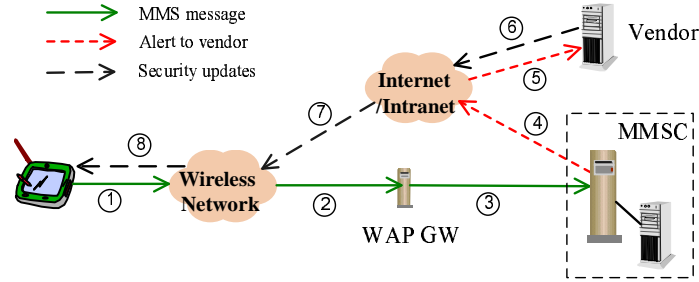 MMS message
Alert to vendor
Security updates
6
Vendor
Internet
/Intranet
5
7
4
MMSC
8
Wireless
Network
1
2
3
WAP GW